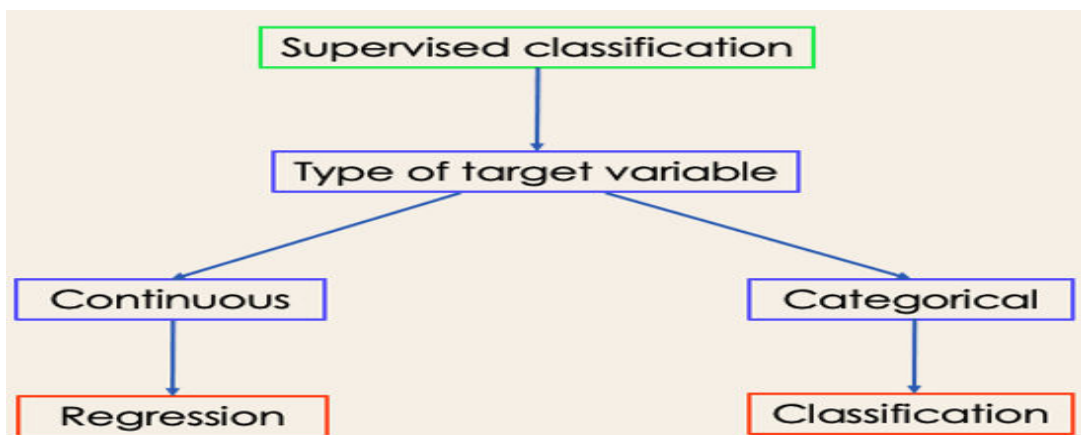 Supervised classification
Type of target variable
Continuous
Categorical
Regression
Classification